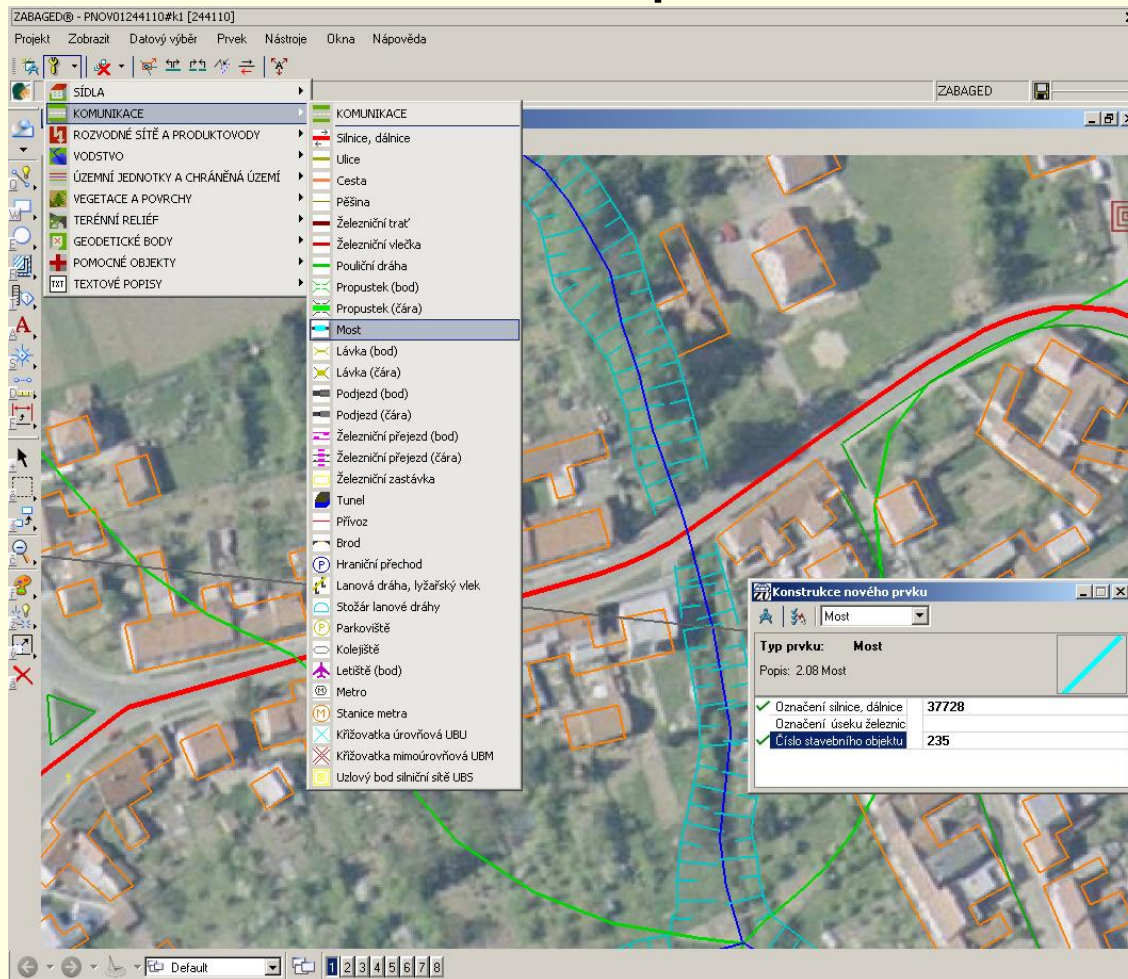 ZABAGED® - PNOV01244110#k1 [244110]
Projekt Zobrazit Datový výběr Prvek Nástroje Okna Nápověda
ZABAGED
SÍDLA
KOMUNIKACE
ROZVODNÉ SÍTĚ A PRODUKTOVODY
VODSTVO
ÚZEMNÍ JEDNOTKY A CHRÁNĚNÁ ÚZEMÍ
VEGETACE A POVRCHY
TERÉNNÍ RELIÉF
GEODETICKÉ BODY
POMOCNÉ OBJEKTY
TXT TEXTOVÉ POPISY
KOMUNIKACE
Silnice, dálnice
Ulice
Cesta
Pěšina
Železniční trať
Železniční vlečka
Pouliční dráha
Propustek (bod)
Propustek (čára)
Most
Lávka (bod)
Lávka (čára)
Podjezd (bod)
Podjezd (čára)
Železniční přejezd (bod)
Železniční přejezd (čára)
Železniční zastávka
Tunel
Přívoz
Brod
Hraniční přechod
Lanová dráha, lyžařský vlek
Stožár lanové dráhy
Parkoviště
Kolejiště
Letiště (bod)
Metro
Stanice metra
Křižovatka úrovňová UBU
Křižovatka mimoúrovňová UBM
Uzlový bod silniční sítě UBS
Konstrukce nového prvku
Most
Typ prvku: Most
Popis: 2.08 Most
Označení silnice, dálnice 37728
Označení úseku železnic
Číslo stavebního objektu 235
Default
1 2 3 4 5 6 7 8